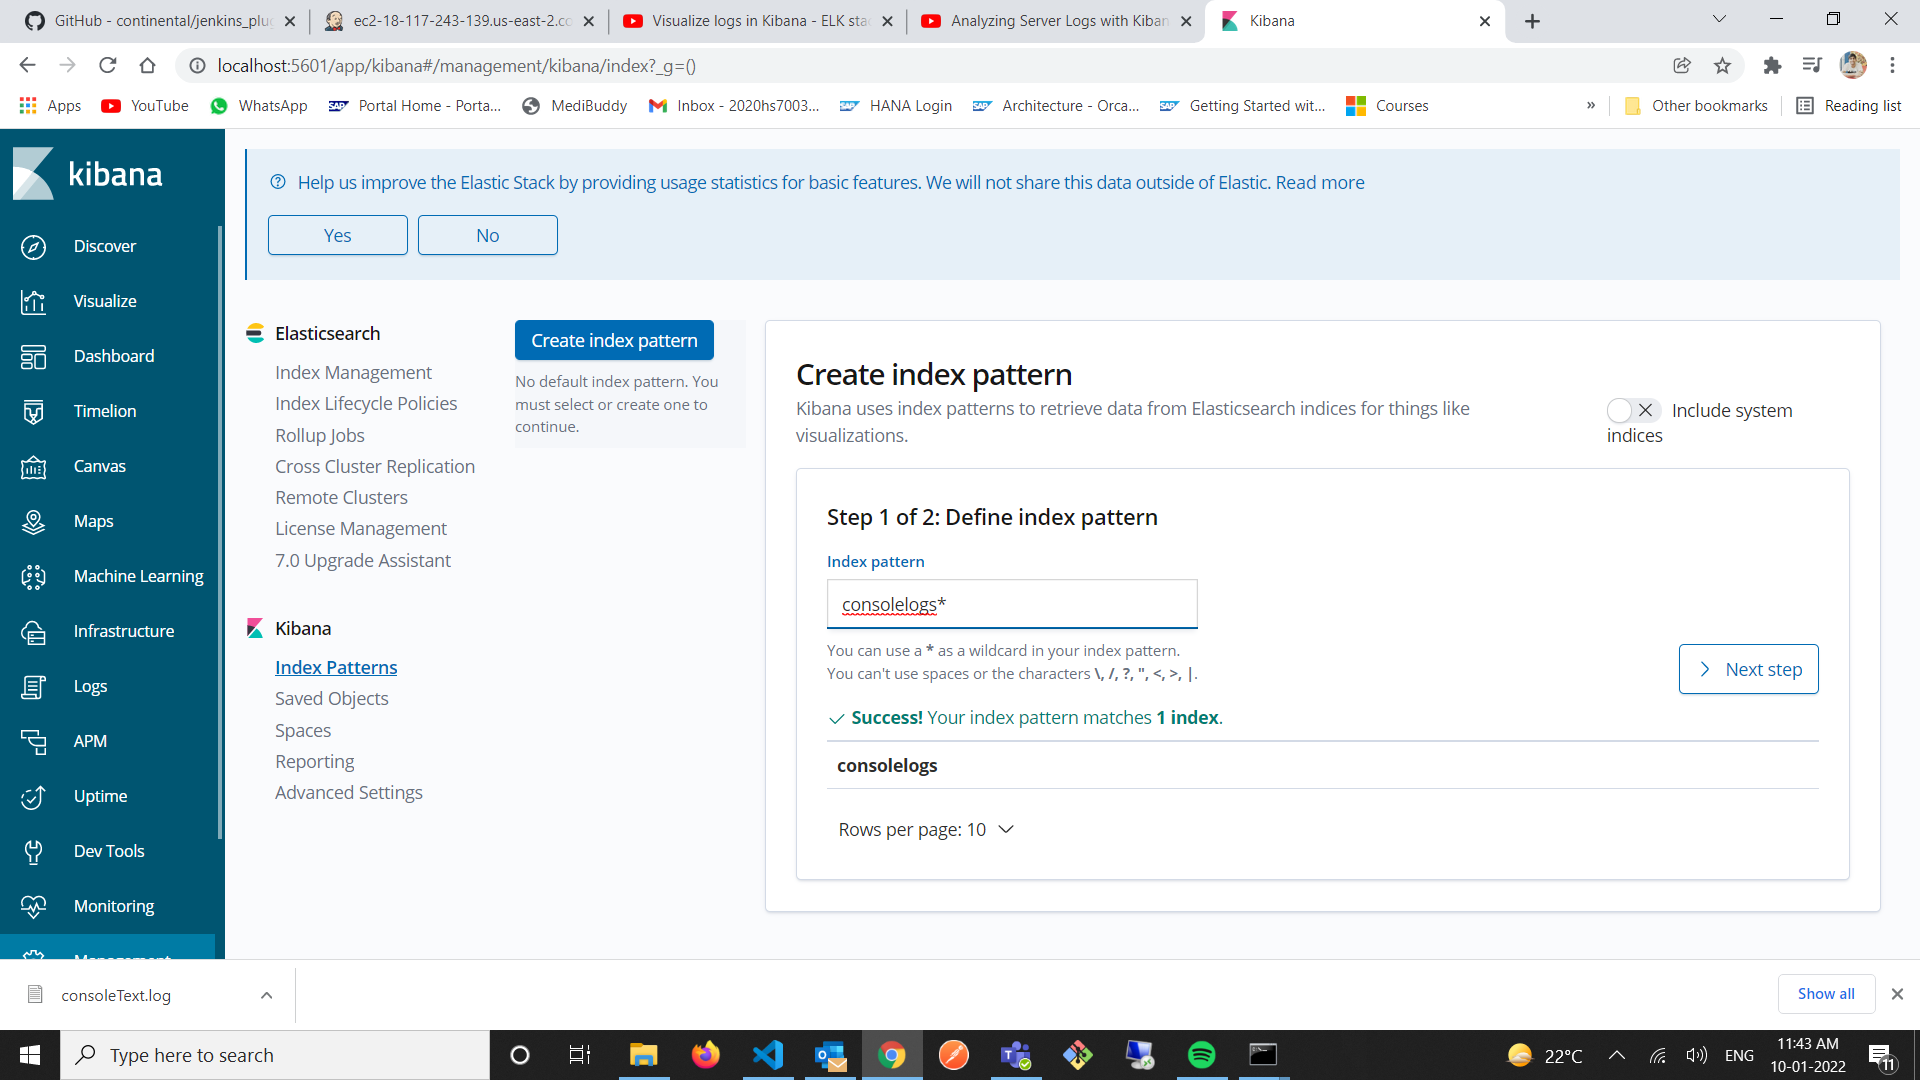 GitHub - continental/jenkins_plu
ec2-18-117-243-139.us-east-2.co
Visualize logs in Kibana - ELK sta
Analyzing Server Logs with Kiban
Kibana
localhost:5601/app/kibana#/management/kibana/index?_g=()
Apps
YouTube
WhatsApp
Portal Home - Porta...
MediBuddy
Inbox - 2020hs7003...
HANA Login
Architecture - Orca...
Getting Started wit...
Courses
»
Other bookmarks
Reading list
kibana
Discover
Visualize
Dashboard
Timelion
Canvas
Maps
Machine Learning
Infrastructure
Logs
APM
Uptime
Dev Tools
Monitoring
Management
Help us improve the Elastic Stack by providing usage statistics for basic features. We will not share this data outside of Elastic. Read more
Yes
No
Elasticsearch
Index Management
Index Lifecycle Policies
Rollup Jobs
Cross Cluster Replication
Remote Clusters
License Management
7.0 Upgrade Assistant
Kibana
Index Patterns
Saved Objects
Spaces
Reporting
Advanced Settings
Create index pattern
No default index pattern. You
must select or create one to
continue.
Create index pattern
Kibana uses index patterns to retrieve data from Elasticsearch indices for things like
visualizations.
Include system
indices
Step 1 of 2: Define index pattern
Index pattern
consolelogs*
You can use a * as a wildcard in your index pattern.
You can't use spaces or the characters \, /, ?, ", <, >, |.
Next step
Success! Your index pattern matches 1 index.
consolelogs
Rows per page: 10
consoleText.log
Show all
Type here to search
22°C
ENG
11:43 AM
10-01-2022
11